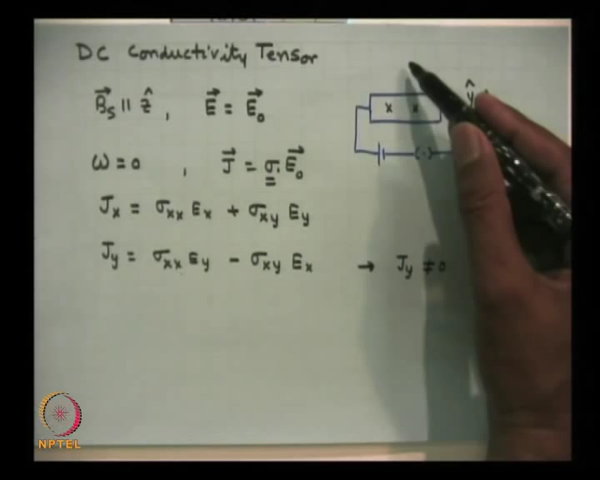 DC Conductivity Tensor
B⃗s || ẑ , E⃗ = E⃗₀
x x ŷ
ω = 0 , J⃗ = σ̳ . E⃗₀
Jx = σxx Ex + σxy Ey
Jy = σxx Ey − σxy Ex → Jy ≠ 0
NPTEL